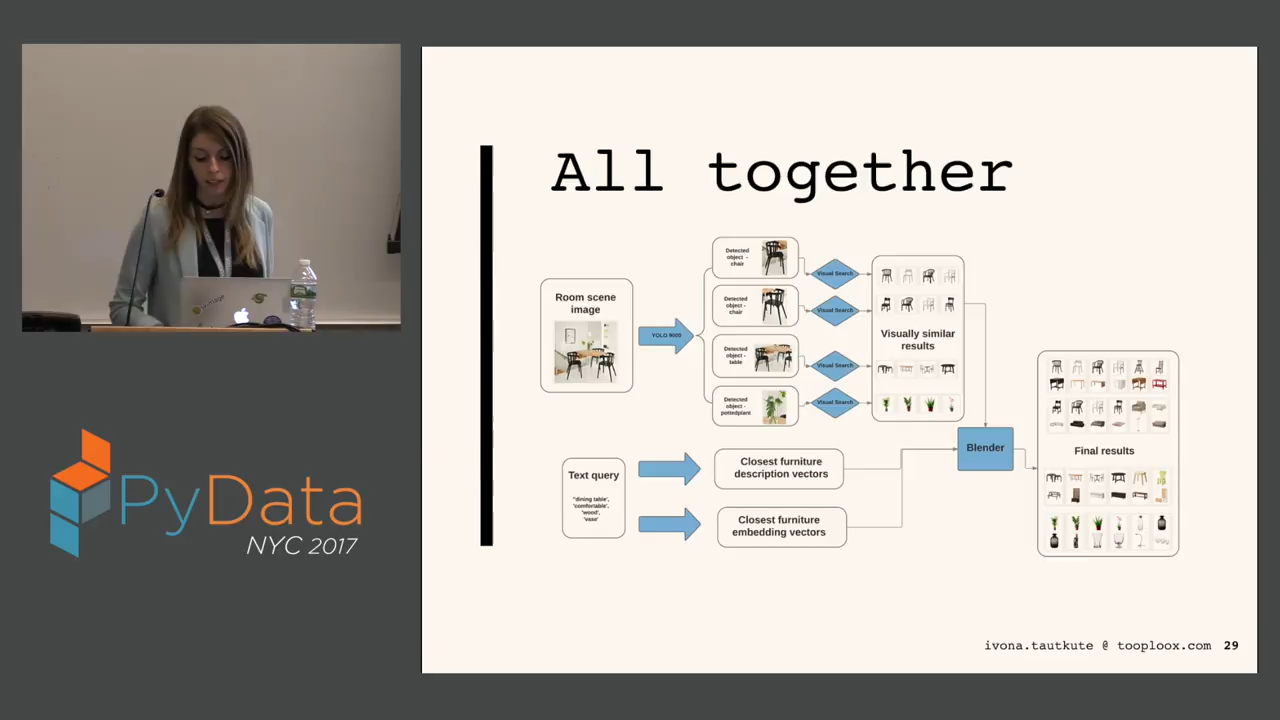 All together
Room scene
image
YOLO 9000
Detected
object -
chair
Detected
object -
chair
Detected
object -
table
Detected
object -
pottedplant
Visual Search
Visual Search
Visual Search
Visual Search
Visually similar
results
Text query
"dining table',
'comfortable',
'wood',
'vase'
Closest furniture
description vectors
Closest furniture
embedding vectors
Blender
Final results
ivona.tautkute @ tooploox.com 29
PyData
NYC 2017